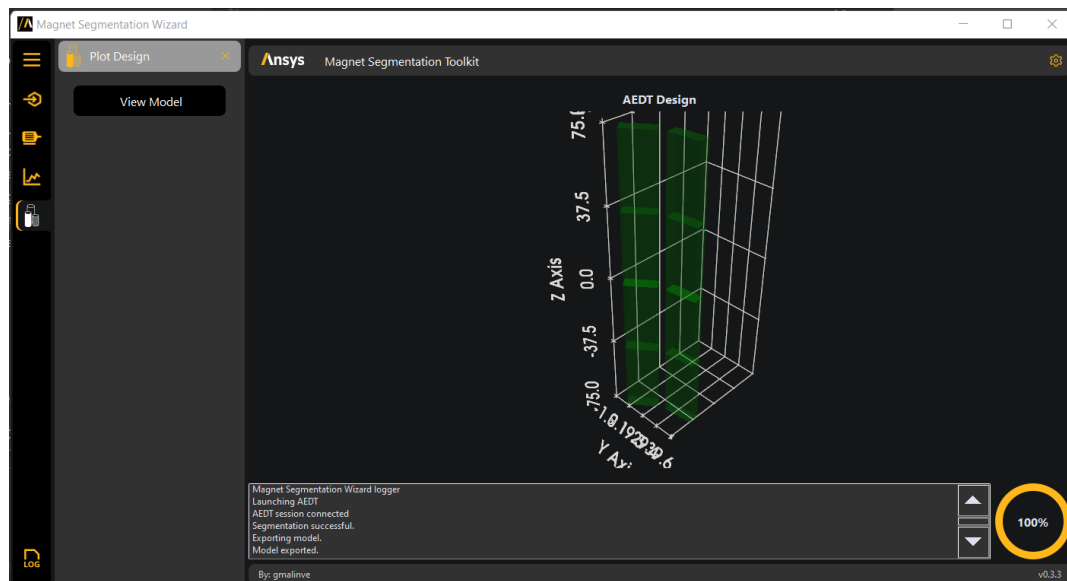 Magnet Segmentation Wizard
Plot Design
Ansys
Magnet Segmentation Toolkit
View Model
AEDT Design
37.5
0.0
-37.5
-75.0
Z Axis
Magnet Segmentation Wizard logger
Launching AEDT
AEDT session connected
Segmentation successful.
Exporting model.
Model exported.
100%
LOG
By: gmalinve
v0.3.3